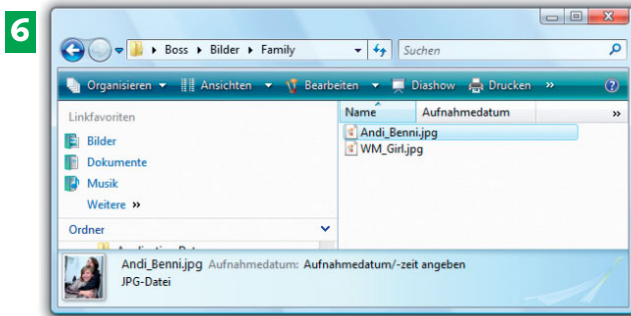 6
Boss Bilder Family
Suchen
Organisieren Ansichten Bearbeiten Diashow Drucken »
Linkfavoriten
Bilder
Dokumente
Musik
Weitere »
Ordner
Name Aufnahmedatum »
Andi_Benni.jpg
WM_Girl.jpg
Andi_Benni.jpg Aufnahmedatum: Aufnahmedatum/-zeit angeben
JPG-Datei